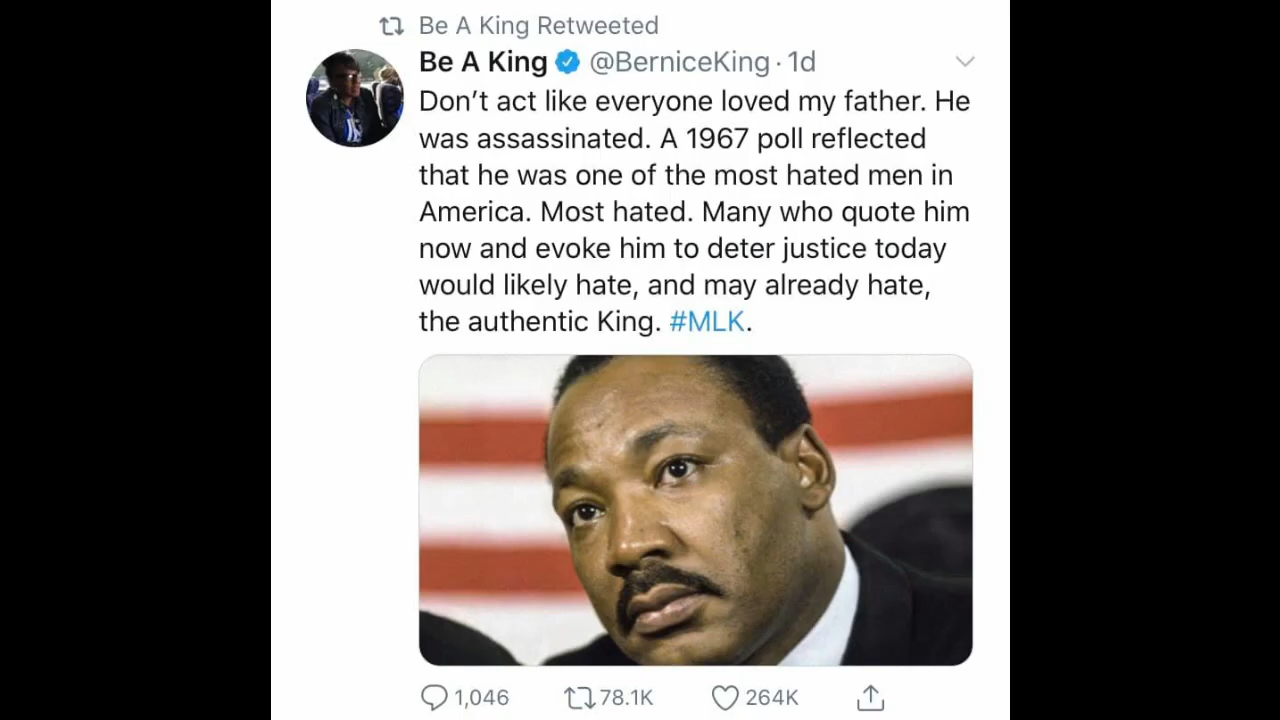 Be A King Retweeted
Be A King @BerniceKing · 1d
Don’t act like everyone loved my father. He
was assassinated. A 1967 poll reflected
that he was one of the most hated men in
America. Most hated. Many who quote him
now and evoke him to deter justice today
would likely hate, and may already hate,
the authentic King. #MLK.
1,046 78.1K 264K